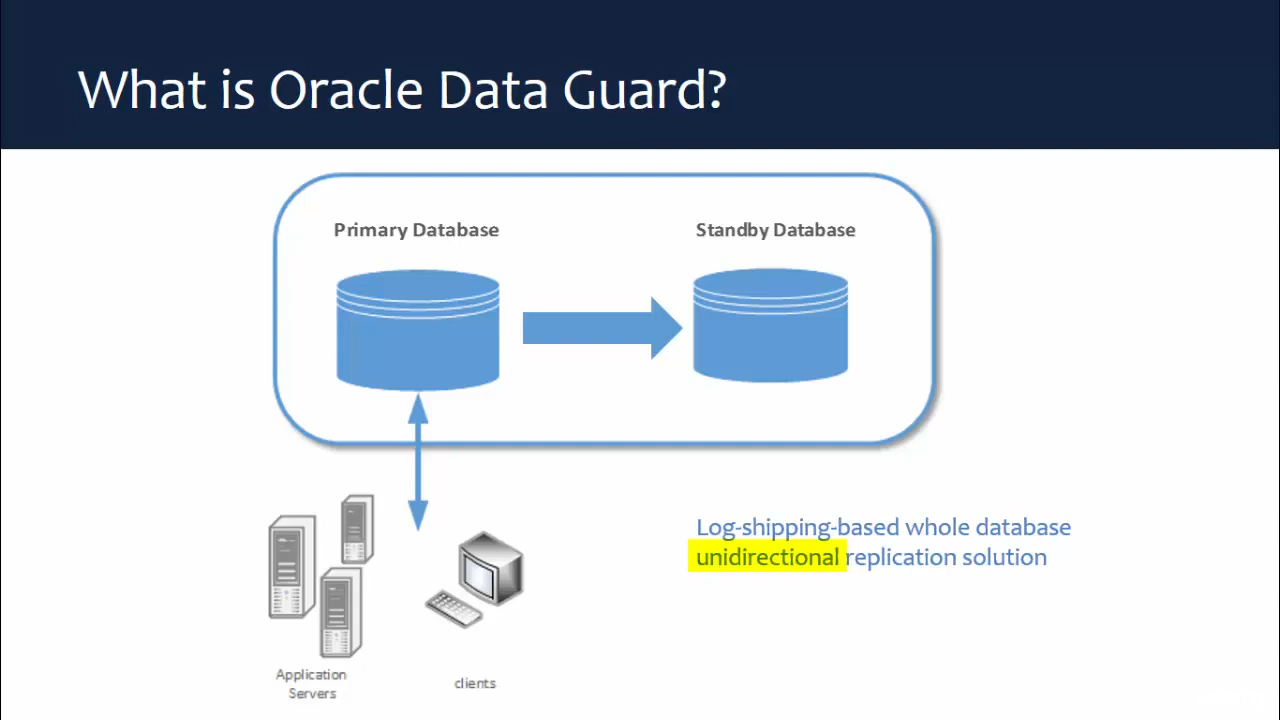 What is Oracle Data Guard?
Primary Database
Standby Database
Log-shipping-based whole database
unidirectional replication solution
Application
Servers
clients